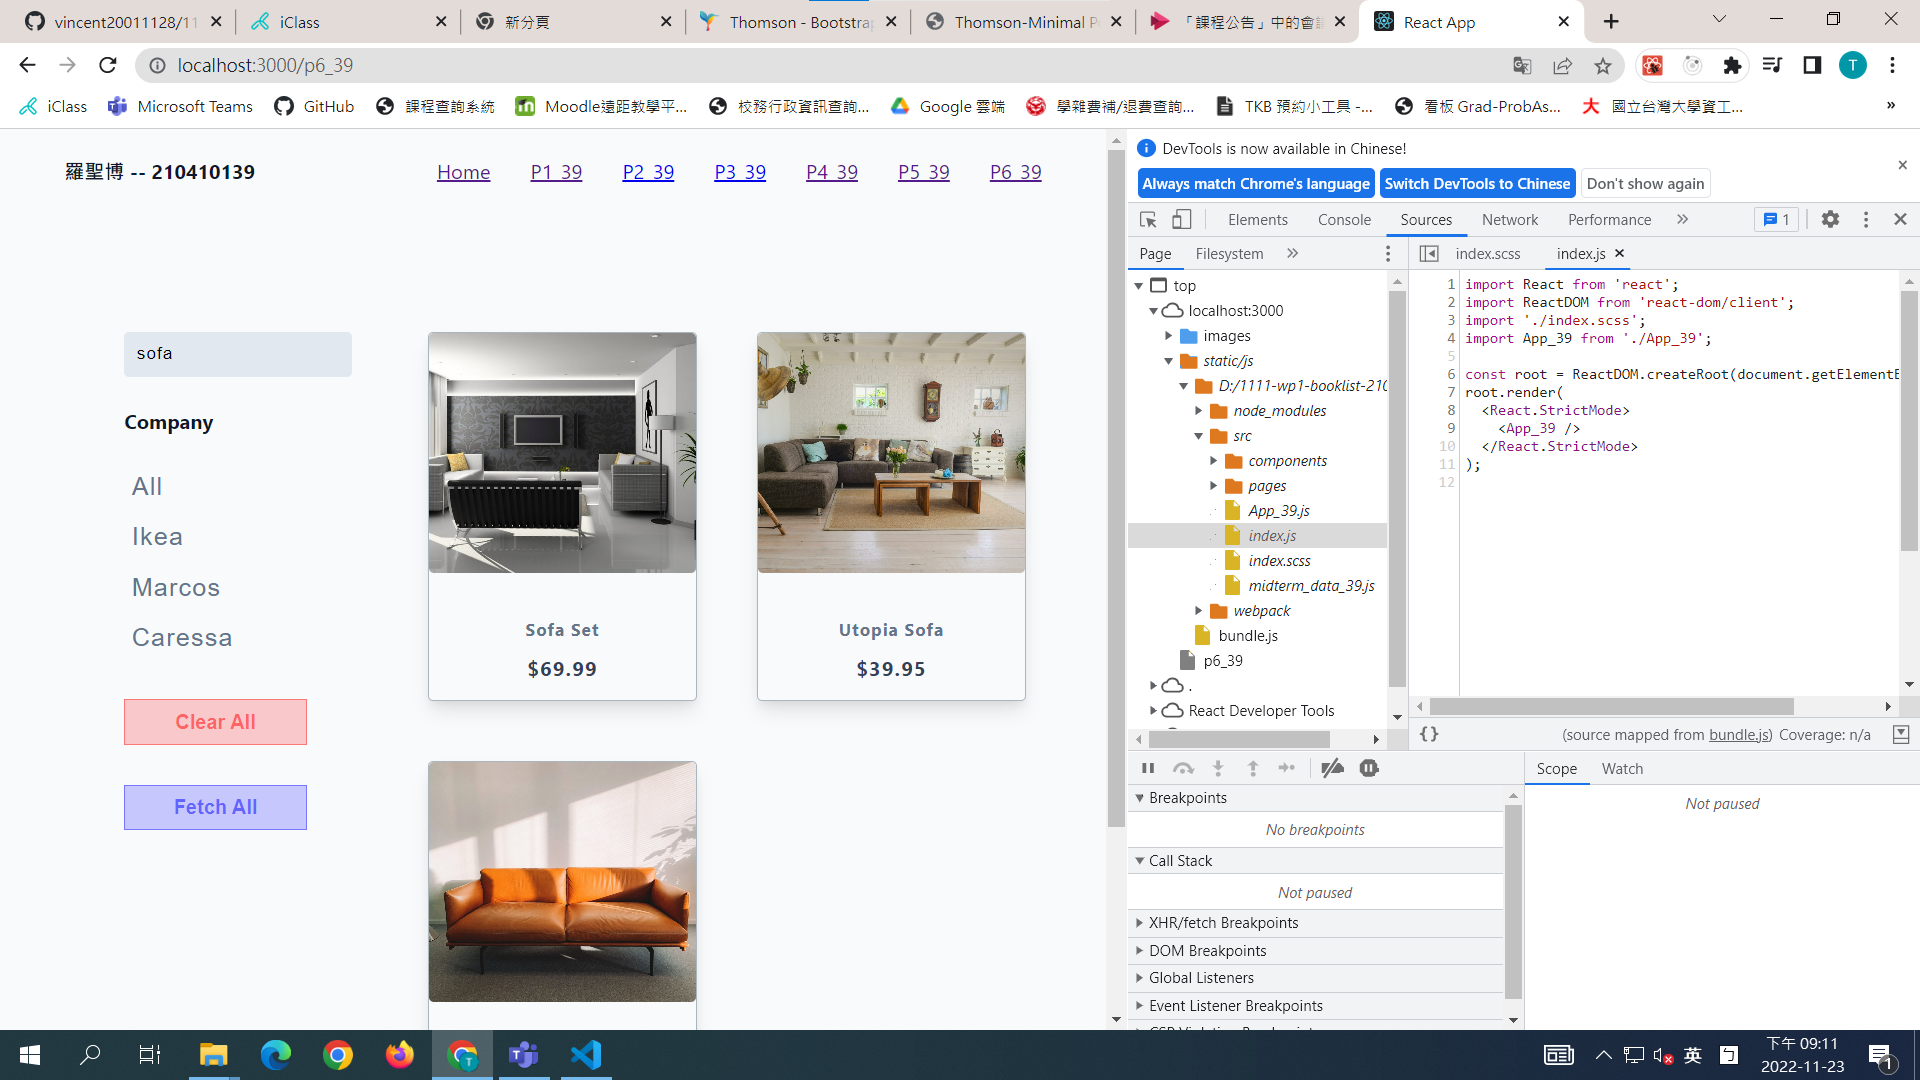 vincent20011128/11
iClass
新分頁
Thomson - Bootstrap
Thomson-Minimal P
「課程公告」中的會議
React App
localhost:3000/p6_39
T
iClass
Microsoft Teams
GitHub
課程查詢系統
Moodle遠距教學平...
校務行政資訊查詢...
Google 雲端
學雜費補/退費查詢...
TKB 預約小工具 -...
看板 Grad-ProbAs...
國立台灣大學資工...
»
羅聖博 -- 210410139
Home
P1_39
P2_39
P3_39
P4_39
P5_39
P6_39
sofa
Company
All
Ikea
Marcos
Caressa
Clear All
Fetch All
Sofa Set
$69.99
Utopia Sofa
$39.95
DevTools is now available in Chinese!
Always match Chrome's language
Switch DevTools to Chinese
Don't show again
Elements
Console
Sources
Network
Performance
»
1
Page
Filesystem
»
index.scss
index.js
top
localhost:3000
images
static/js
D:/1111-wp1-booklist-210
node_modules
src
components
pages
App_39.js
index.js
index.scss
midterm_data_39.js
webpack
bundle.js
p6_39
.
React Developer Tools
1 import React from 'react';
2 import ReactDOM from 'react-dom/client';
3 import './index.scss';
4 import App_39 from './App_39';
5
6 const root = ReactDOM.createRoot(document.getElementE
7 root.render(
8 <React.StrictMode>
9 <App_39 />
10 </React.StrictMode>
11 );
12
{}
(source mapped from bundle.js) Coverage: n/a
Breakpoints
No breakpoints
Call Stack
Not paused
XHR/fetch Breakpoints
DOM Breakpoints
Global Listeners
Event Listener Breakpoints
CSP Violation Breakpoints
Scope
Watch
Not paused
英
下午 09:11
2022-11-23
1